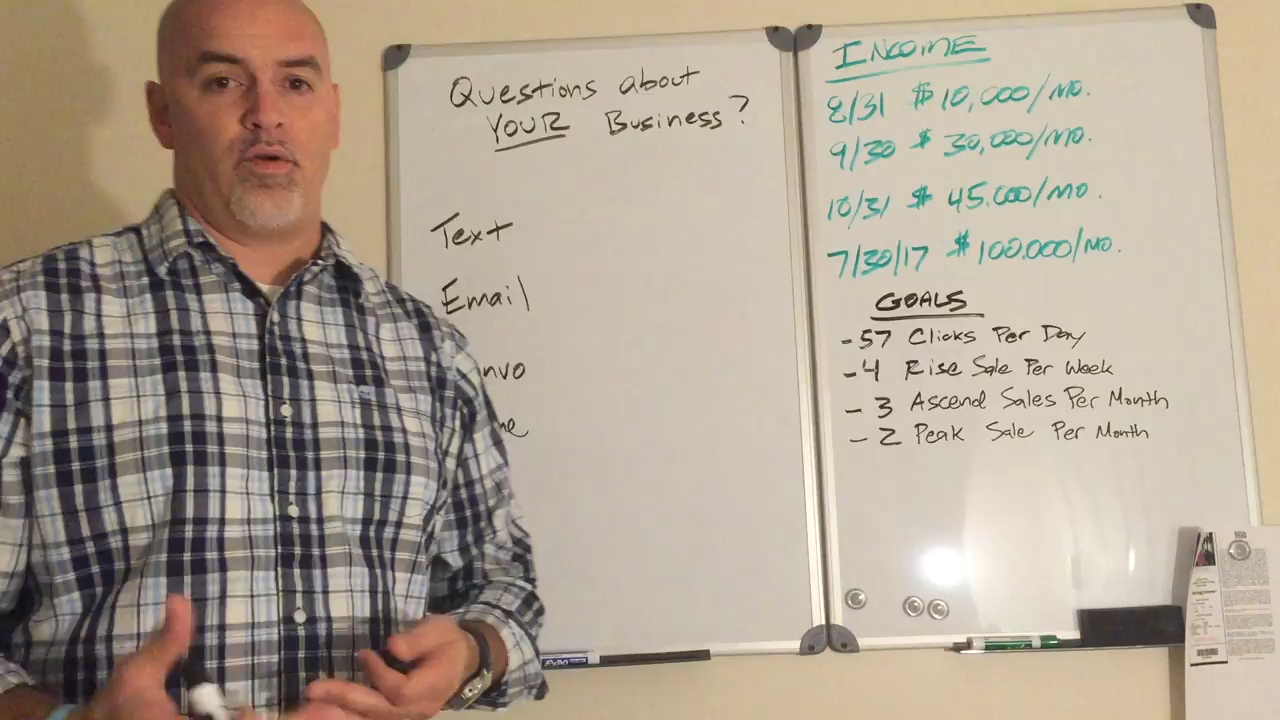 Questions about
YOUR Business?
Text
Email
nvo
INCOME
8/31 $10,000/MO.
9/30 $ 30,000/MO.
10/31 $ 45.000/MO.
7/30/17 $100.000/MO.
GOALS
-57 Clicks Per Day
-4 Rise Sale Per Week
- 3 Ascend Sales Per Month
- 2 Peak Sale Per Month
EXPO